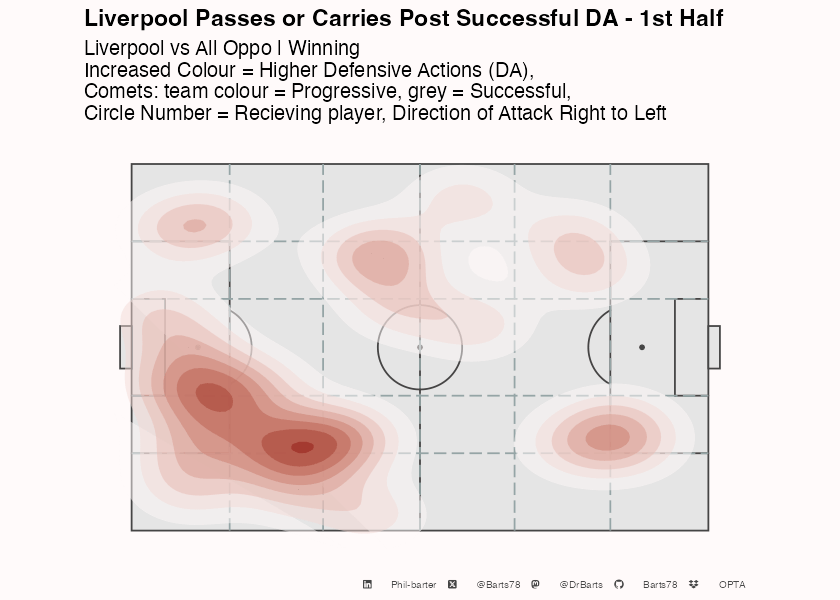 Liverpool Passes or Carries Post Successful DA - 1st Half
Liverpool vs All Oppo | Winning
Increased Colour = Higher Defensive Actions (DA),
Comets: team colour = Progressive, grey = Successful,
Circle Number = Recieving player, Direction of Attack Right to Left
Phil-barter @Barts78 @DrBarts Barts78 OPTA